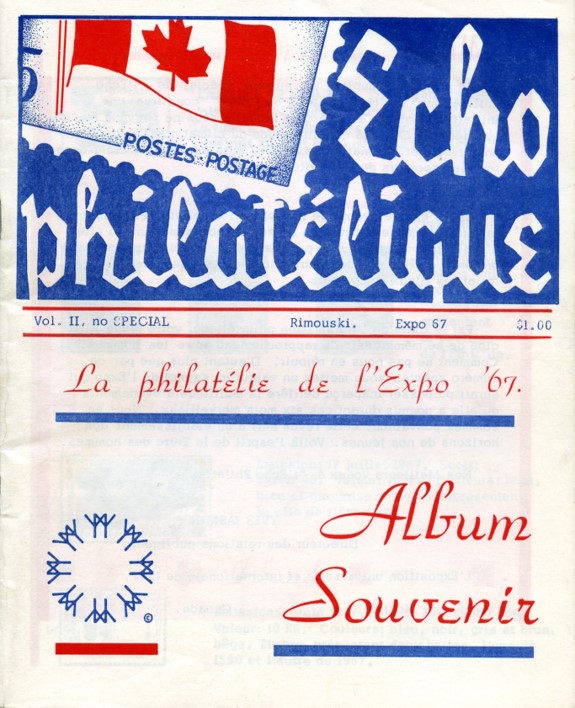 5
POSTES-POSTAGE
Echo
philatélique
Vol. II, no SPECIAL Rimouski. Expo 67 $1.00
La philatélie de l'Expo '67.
Album
Souvenir
©